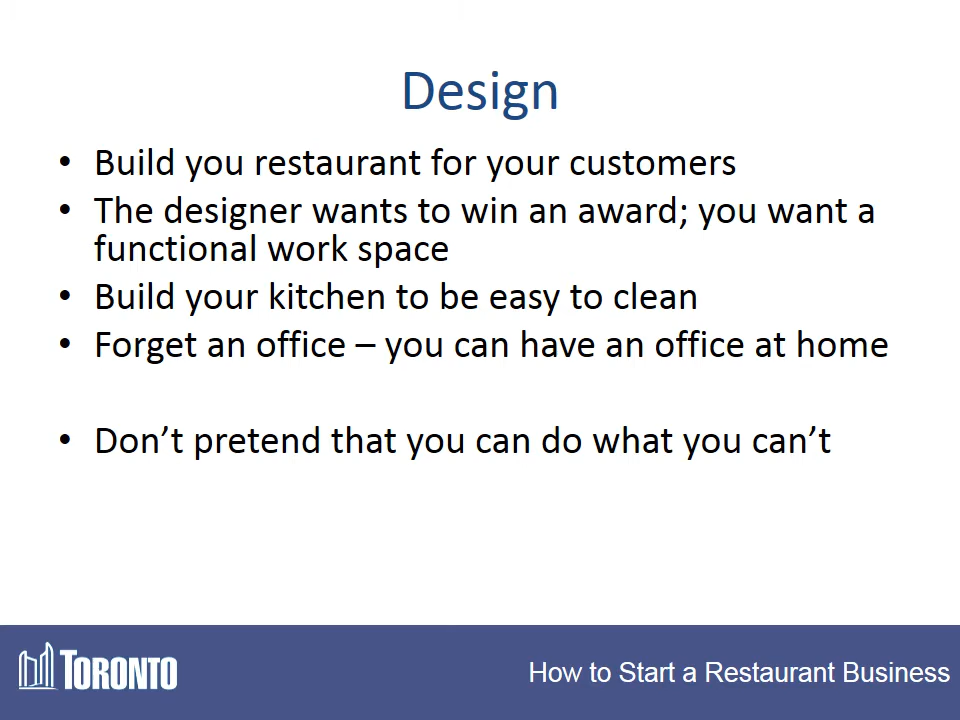 Design
• Build you restaurant for your customers
• The designer wants to win an award; you want a
functional work space
• Build your kitchen to be easy to clean
• Forget an office – you can have an office at home
• Don’t pretend that you can do what you can’t
TORONTO
How to Start a Restaurant Business